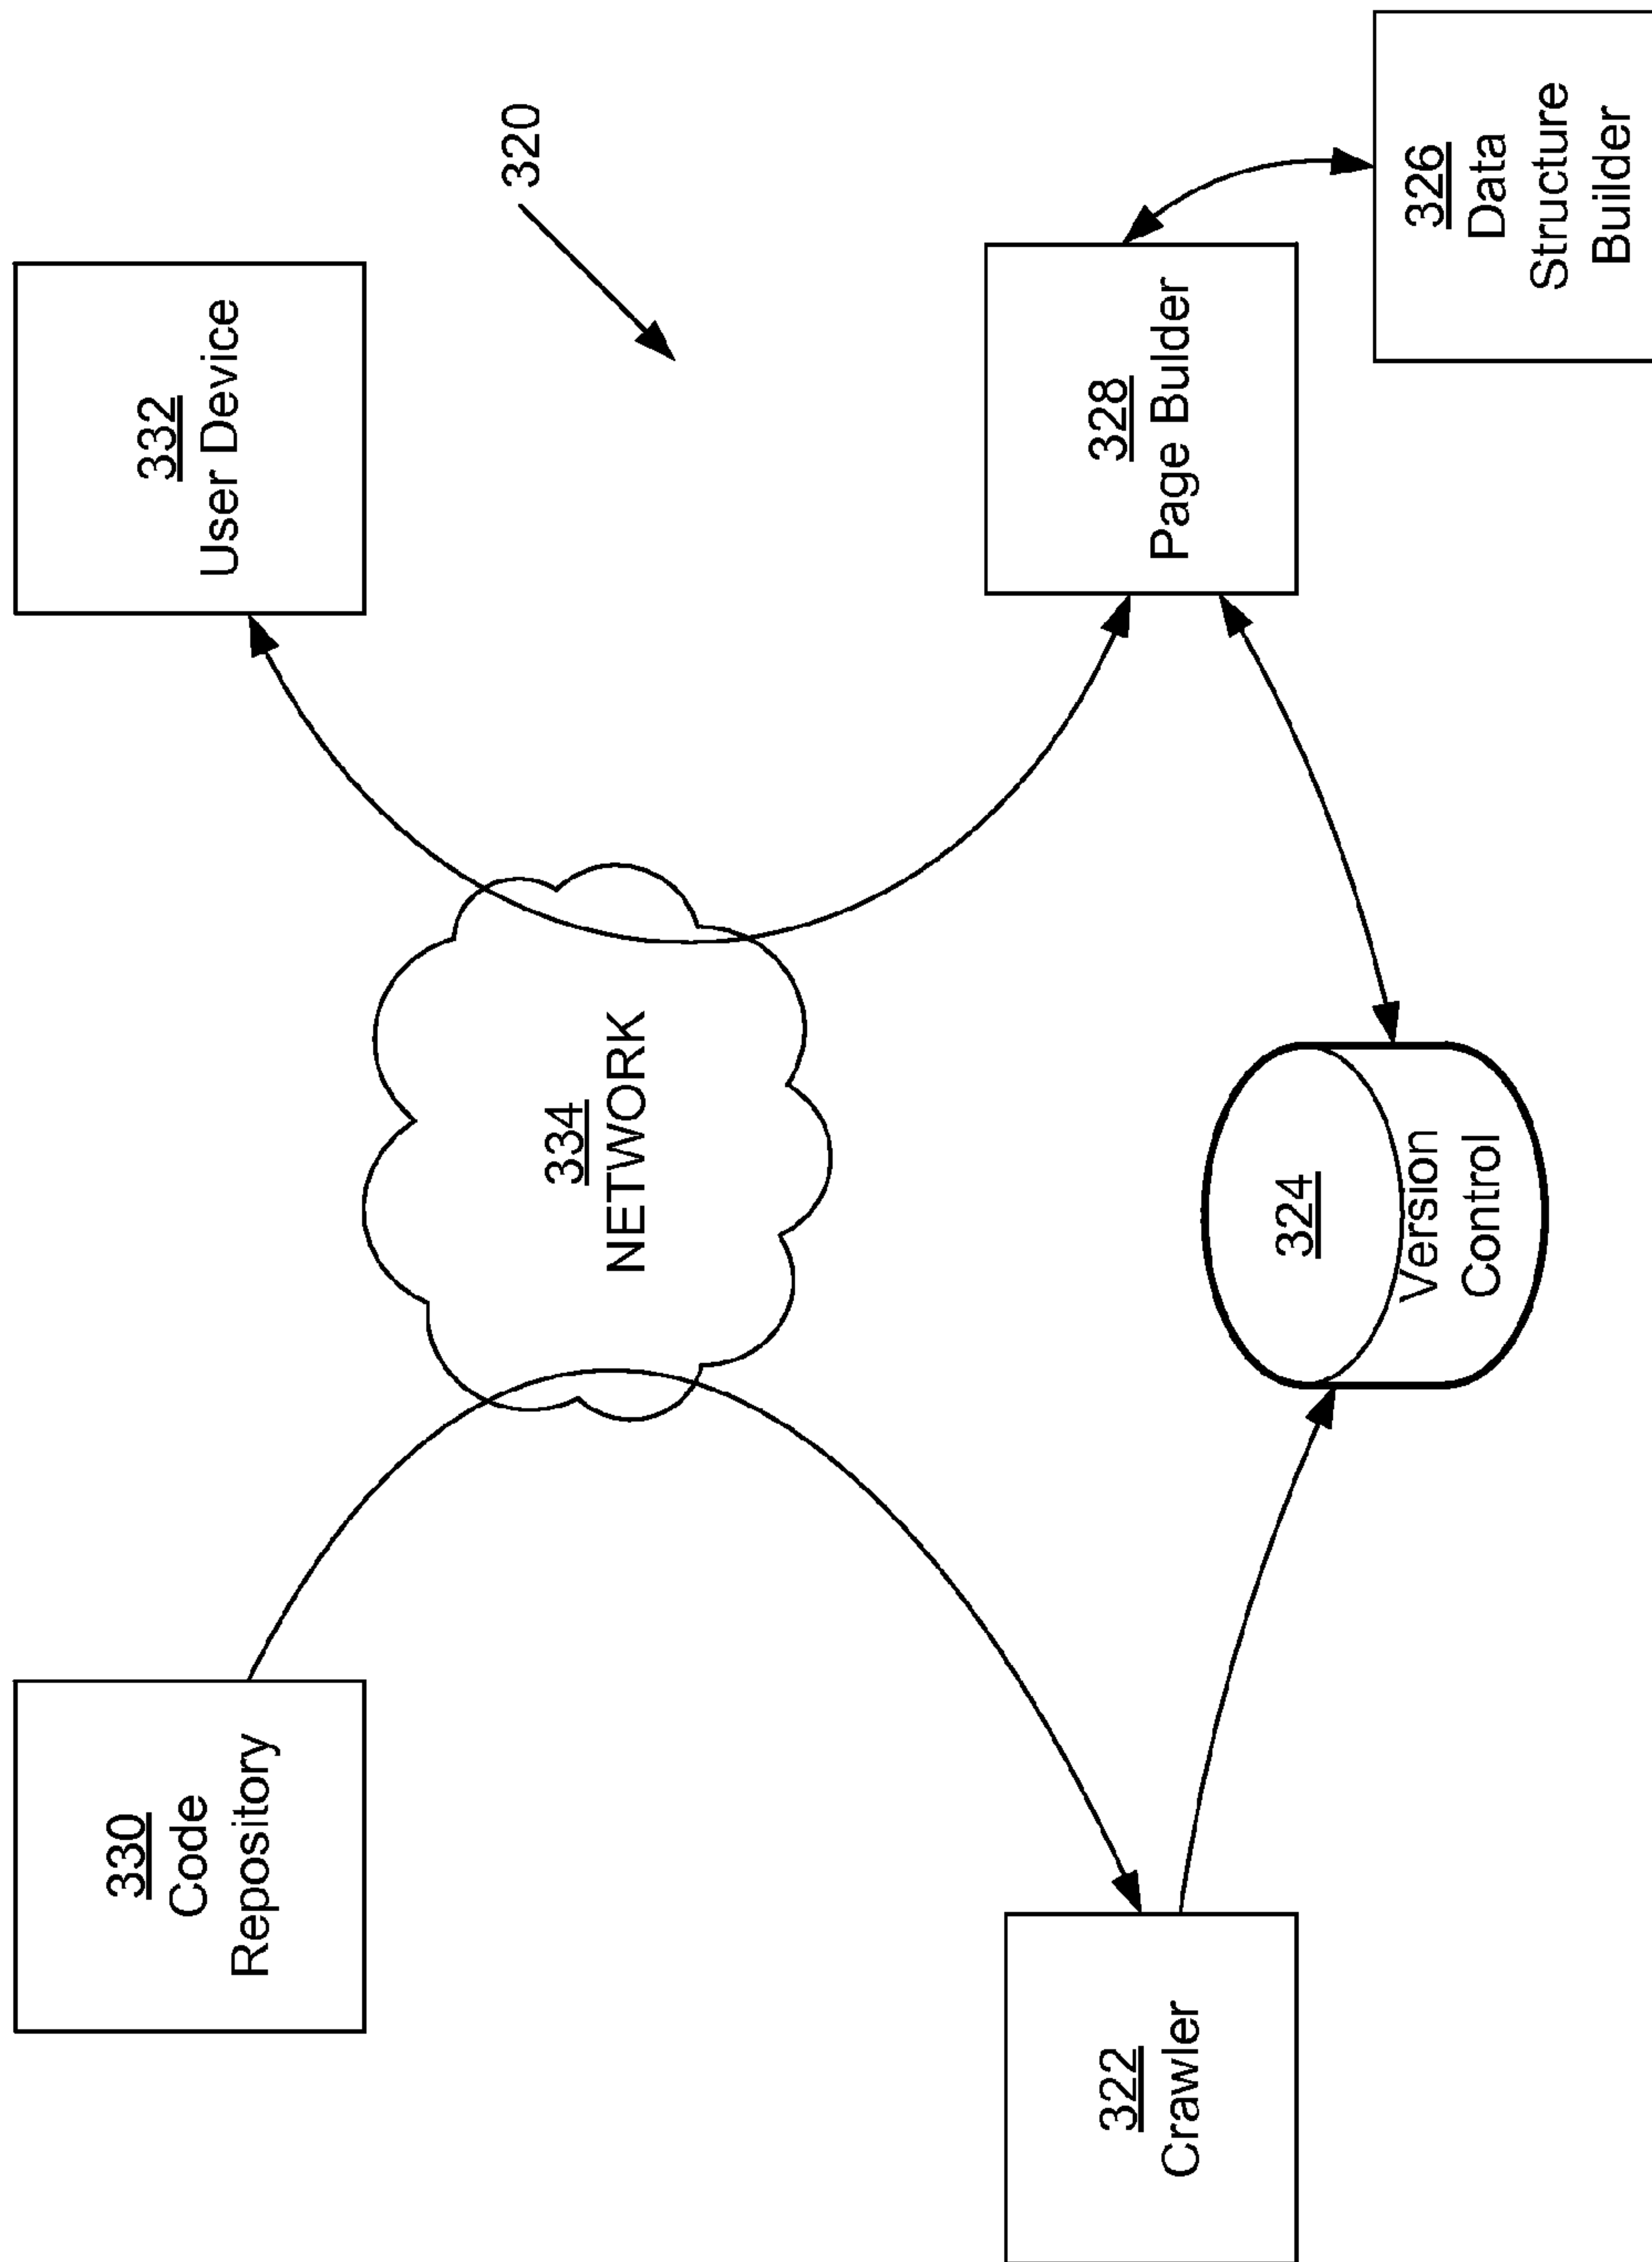 330
Code
Repository
332
User Device
334
NETWORK
320
322
Crawler
324
Version
Control
328
Page Bulder
326
Data
Structure
Builder